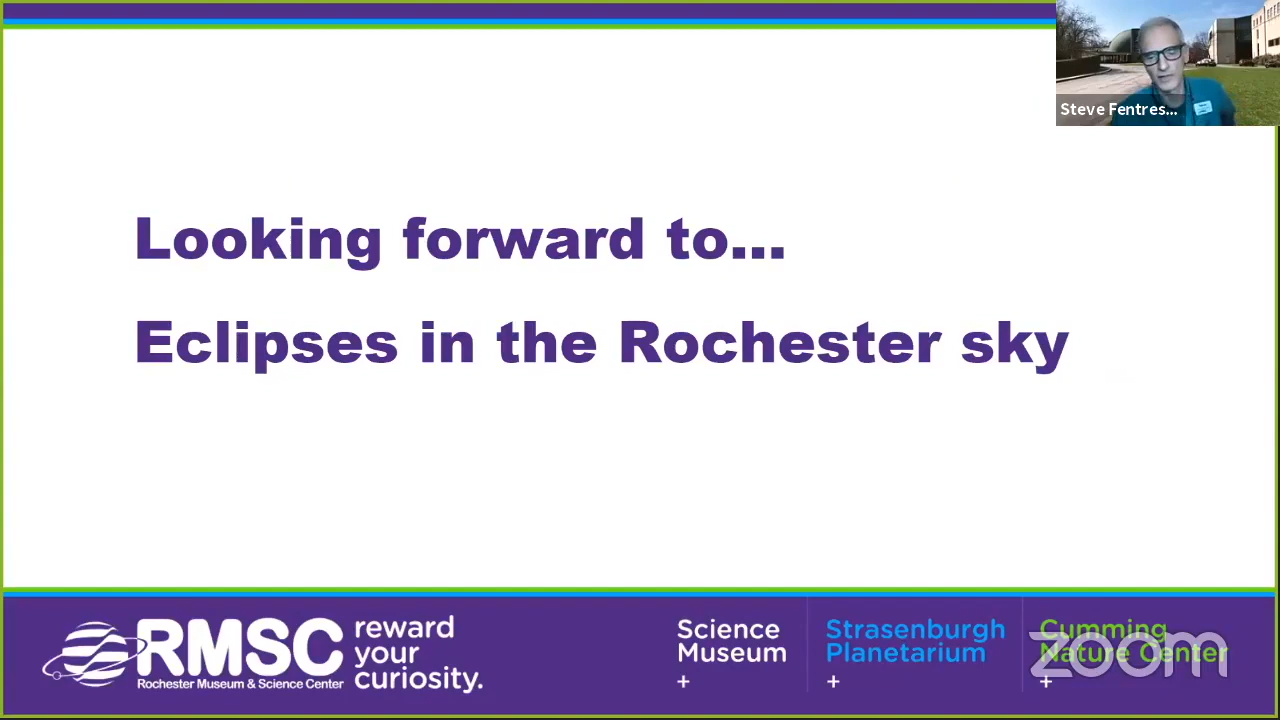 Steve Fentres...
Looking forward to...
Eclipses in the Rochester sky
RMSC
Rochester Museum & Science Center
reward
your
curiosity.
Science
Museum
+
Strasenburgh
Planetarium
+
Cumming
Nature Center
+
zoom